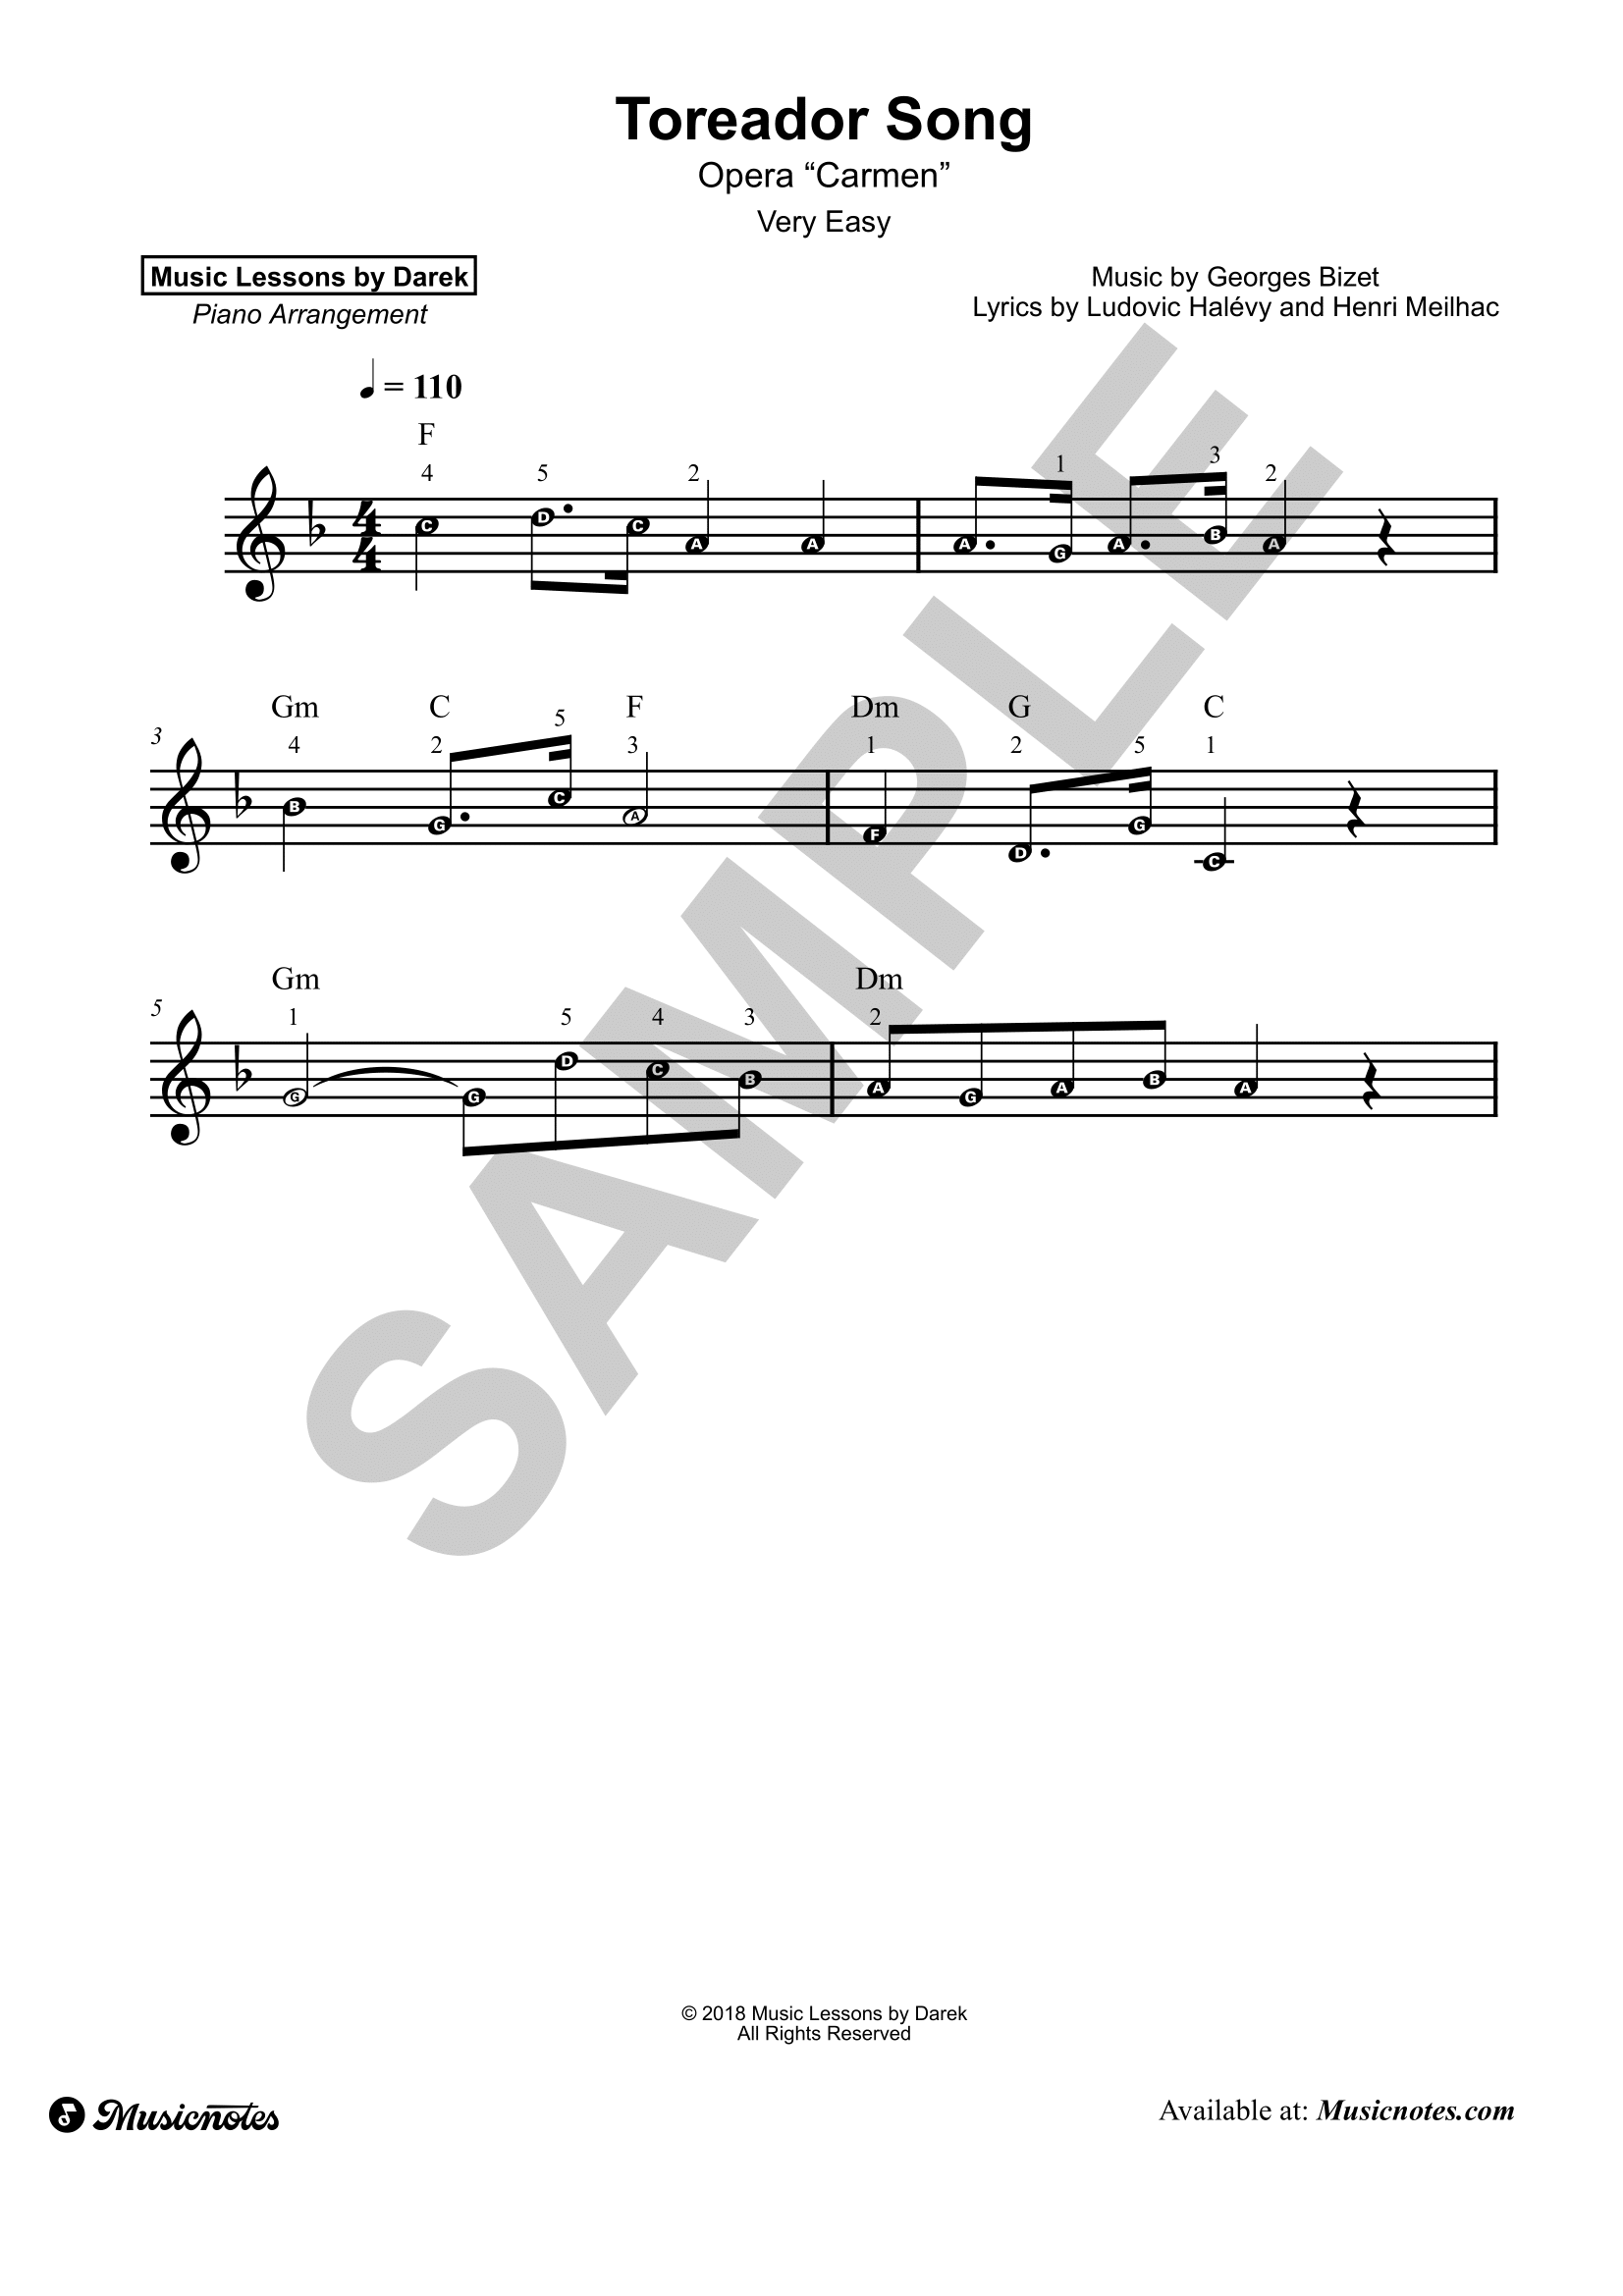 Toreador Song
Opera “Carmen”
Very Easy
Music Lessons by Darek
Piano Arrangement
Music by Georges Bizet
Lyrics by Ludovic Halévy and Henri Meilhac
= 110
F
4 5 2 1 3 2
4
4
C D C A A A G A B A
Gm C F Dm G C
3
4 2 5 3 1 2 5 1
B G C A F D G C
Gm Dm
5
1 5 4 3 2
G G D C B A G A B A
SAMPLE
© 2018 Music Lessons by Darek
All Rights Reserved
Musicnotes
Available at: Musicnotes.com